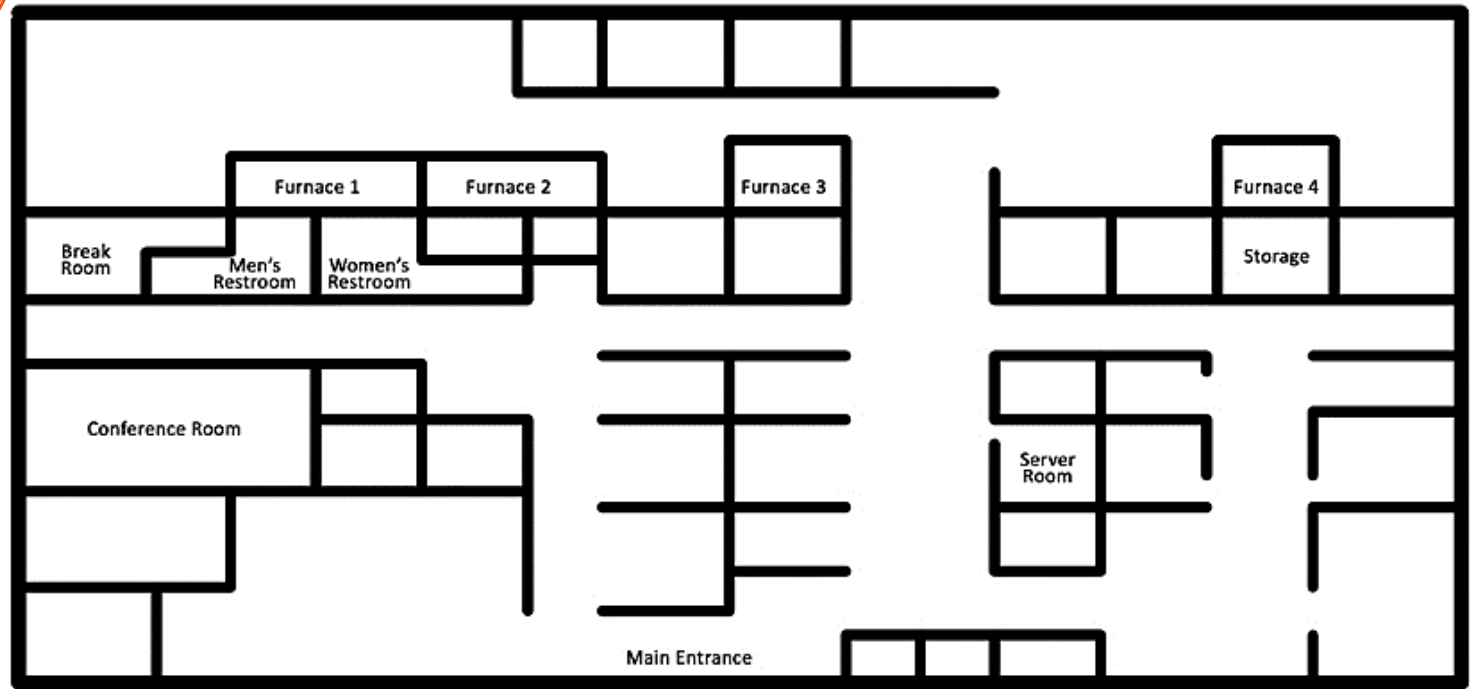 Furnace 1
Furnace 2
Furnace 3
Furnace 4
Break
Room
Men's
Restroom
Women's
Restroom
Storage
Conference Room
Server
Room
Main Entrance